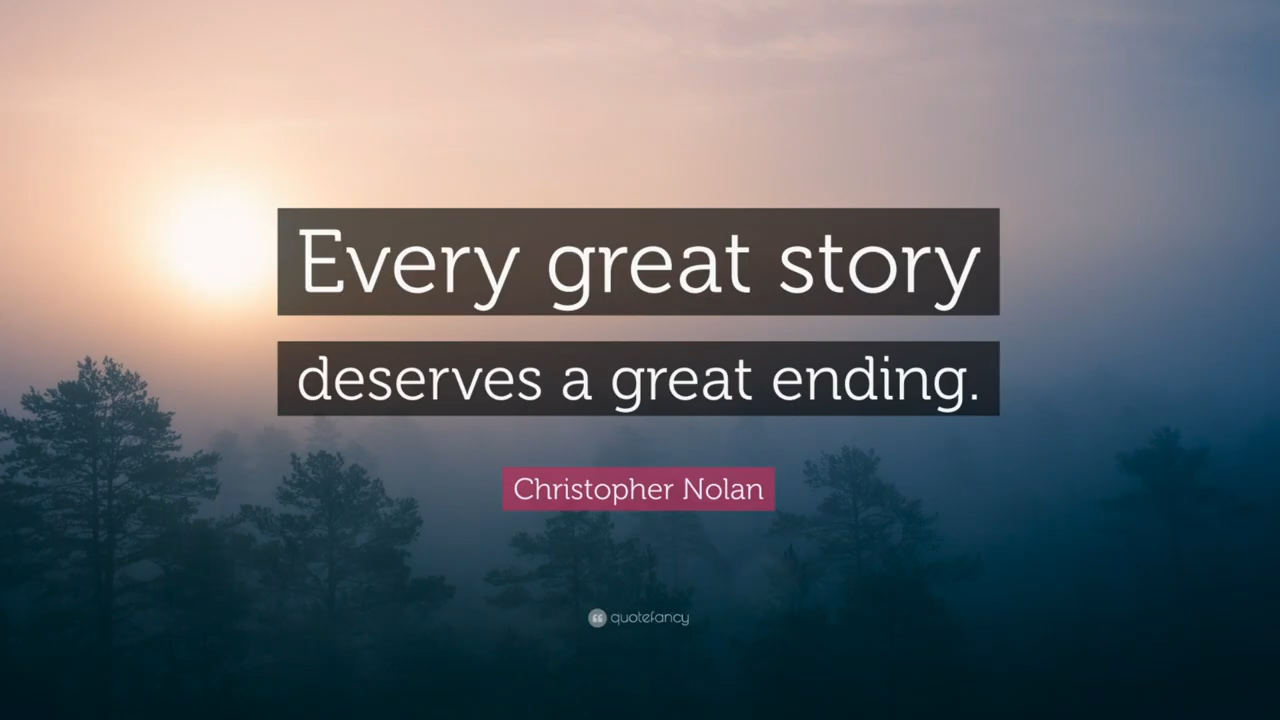 Every great story
deserves a great ending.
Christopher Nolan
quotefancy